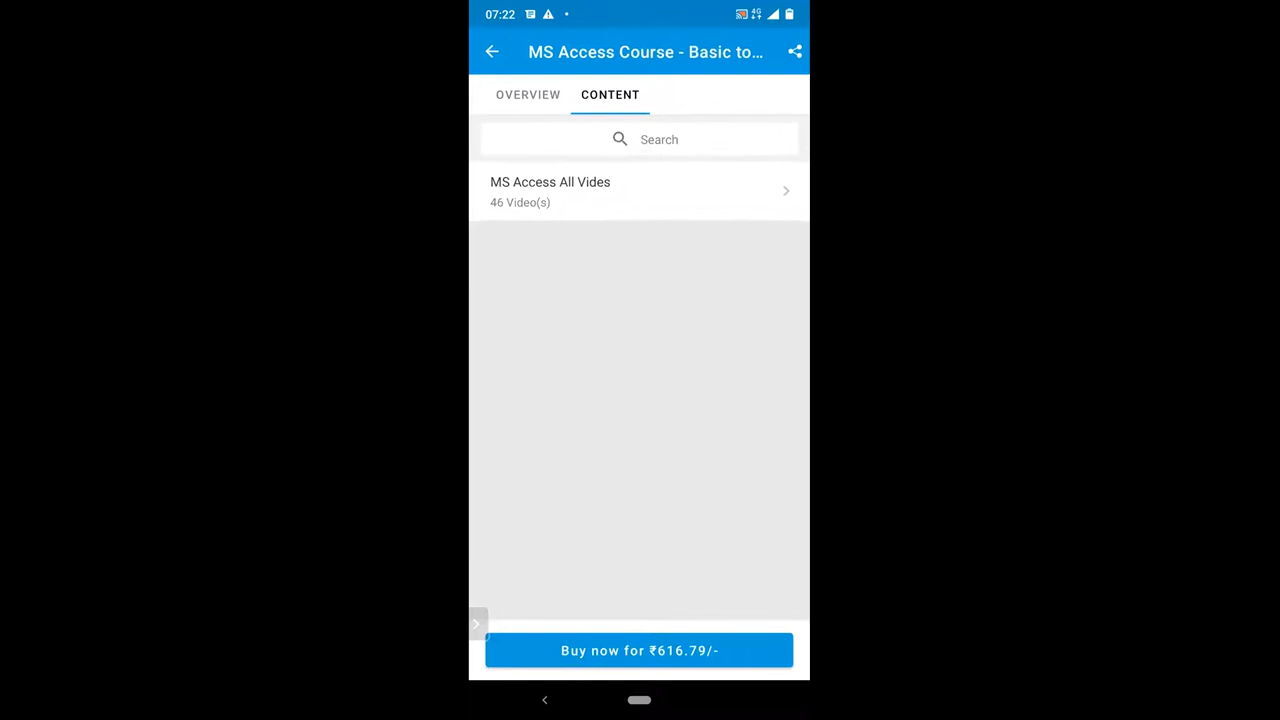 07:22
4G
MS Access Course - Basic to...
OVERVIEW
CONTENT
Search
MS Access All Vides
46 Video(s)
Buy now for ₹616.79/-